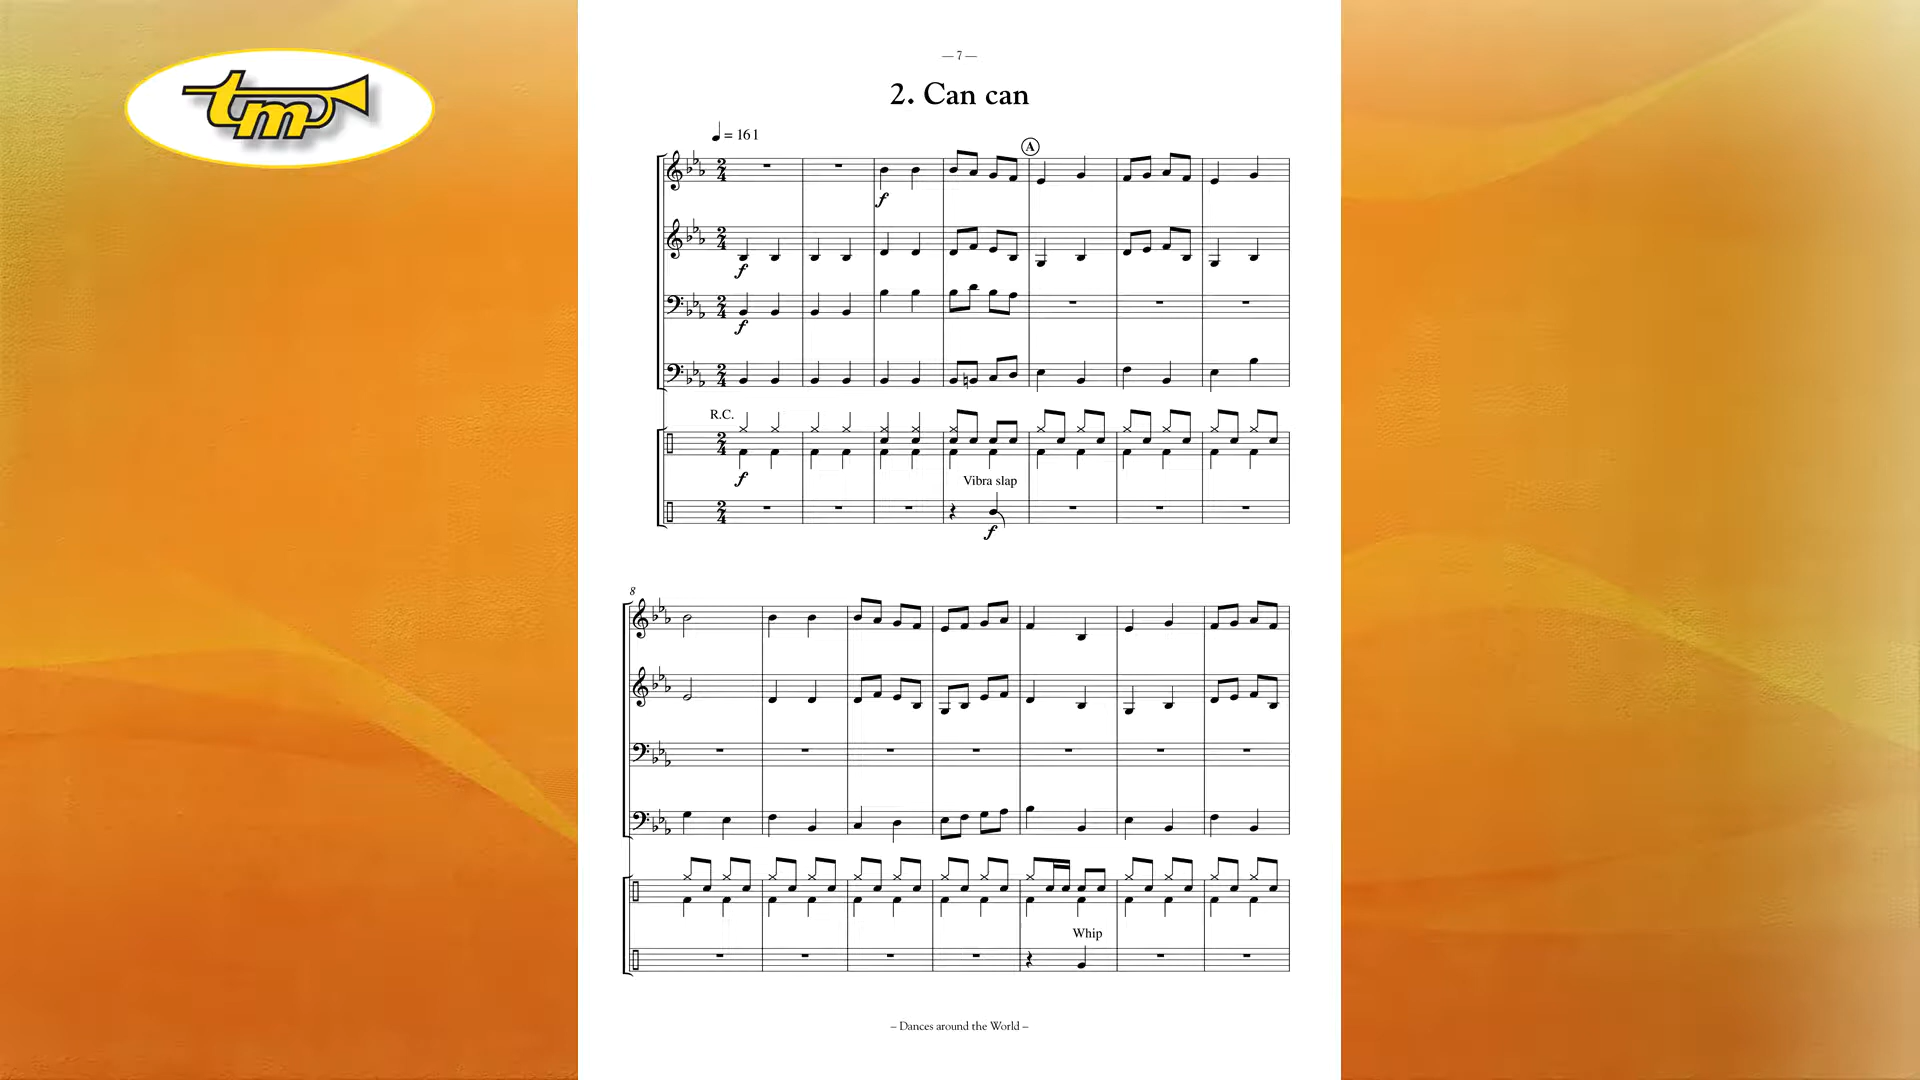 tm
— 7 —
2. Can can
= 161
A
f
f
f
R.C.
f
Vibra slap
f
8
Whip
– Dances around the World –